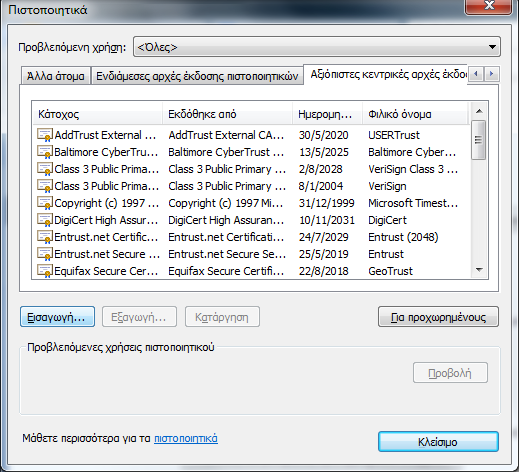 Πιστοποιητικά
Προβλεπόμενη χρήση: <Όλες>
Άλλα άτομα Ενδιάμεσες αρχές έκδοσης πιστοποιητικών Αξιόπιστες κεντρικές αρχές έκδο
Κάτοχος Εκδόθηκε από Ημερομη... Φιλικό όνομα
AddTrust External ... AddTrust External CA... 30/5/2020 USERTrust
Baltimore CyberTru... Baltimore CyberTrust ... 13/5/2025 Baltimore Cyber...
Class 3 Public Prima... Class 3 Public Primary ... 2/8/2028 VeriSign Class 3 ...
Class 3 Public Prima... Class 3 Public Primary ... 8/1/2004 VeriSign
Copyright (c) 1997 ... Copyright (c) 1997 Mi... 31/12/1999 Microsoft Timest...
DigiCert High Assura... DigiCert High Assuran... 10/11/2031 DigiCert
Entrust.net Certific... Entrust.net Certificati... 24/7/2029 Entrust (2048)
Entrust.net Secure ... Entrust.net Secure Se... 25/5/2019 Entrust
Equifax Secure Cer... Equifax Secure Certifi... 22/8/2018 GeoTrust
Εισαγωγή... Εξαγωγή... Κατάργηση Για προχωρημένους
Προβλεπόμενες χρήσεις πιστοποιητικού
Προβολή
Μάθετε περισσότερα για τα πιστοποιητικά
Κλείσιμο